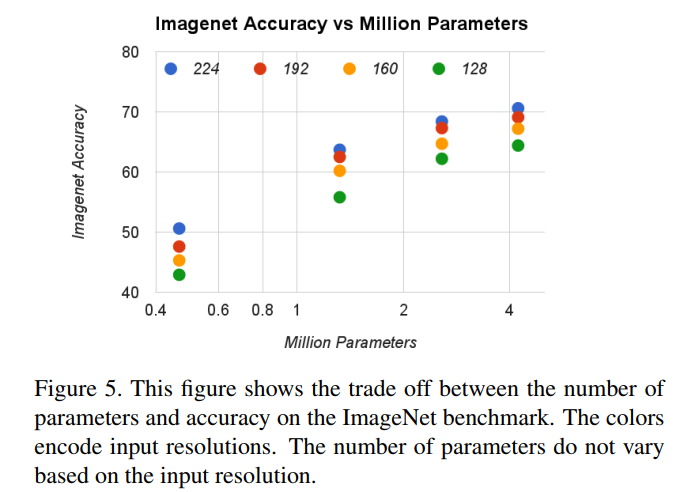 Imagenet Accuracy vs Million Parameters
80
224 192 160 128
70
60
50
40
Imagenet Accuracy
0.4 0.6 0.8 1 2 4
Million Parameters
Figure 5. This figure shows the trade off between the number of
parameters and accuracy on the ImageNet benchmark. The colors
encode input resolutions. The number of parameters do not vary
based on the input resolution.